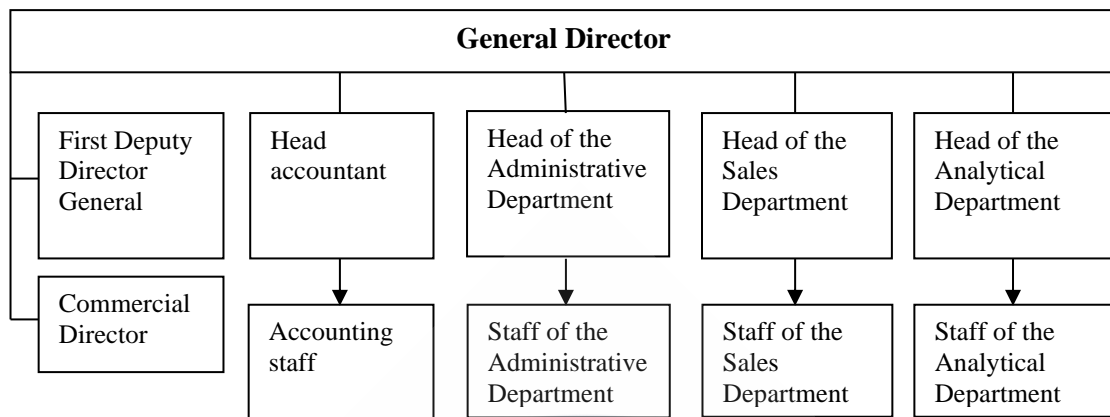 General Director
First Deputy
Director
General
Head
accountant
Head of the
Administrative
Department
Head of the
Sales
Department
Head of the
Analytical
Department
Commercial
Director
Accounting
staff
Staff of the
Administrative
Department
Staff of the
Sales
Department
Staff of the
Analytical
Department